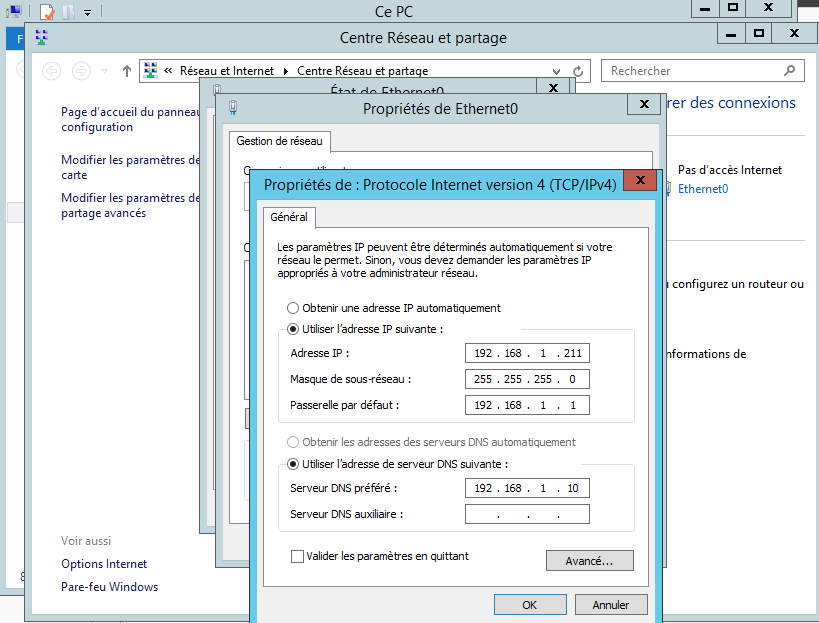 Ce PC
Centre Réseau et partage
« Réseau et Internet Centre Réseau et partage
Rechercher
État de Ethernet0
Propriétés de Ethernet0
Gestion de réseau
Page d'accueil du panneau
configuration
Modifier les paramètres de
carte
Modifier les paramètres de
partage avancés
Voir aussi
Options Internet
Pare-feu Windows
rer des connexions
Pas d'accès Internet
Ethernet0
configurez un routeur ou
nformations de
Propriétés de : Protocole Internet version 4 (TCP/IPv4)
Général
Les paramètres IP peuvent être déterminés automatiquement si votre
réseau le permet. Sinon, vous devez demander les paramètres IP
appropriés à votre administrateur réseau.
Obtenir une adresse IP automatiquement
Utiliser l'adresse IP suivante :
Adresse IP : 192 . 168 . 1 . 211
Masque de sous-réseau : 255 . 255 . 255 . 0
Passerelle par défaut : 192 . 168 . 1 . 1
Obtenir les adresses des serveurs DNS automatiquement
Utiliser l'adresse de serveur DNS suivante :
Serveur DNS préféré : 192 . 168 . 1 . 10
Serveur DNS auxiliaire : . . .
Valider les paramètres en quittant
Avancé...
OK Annuler